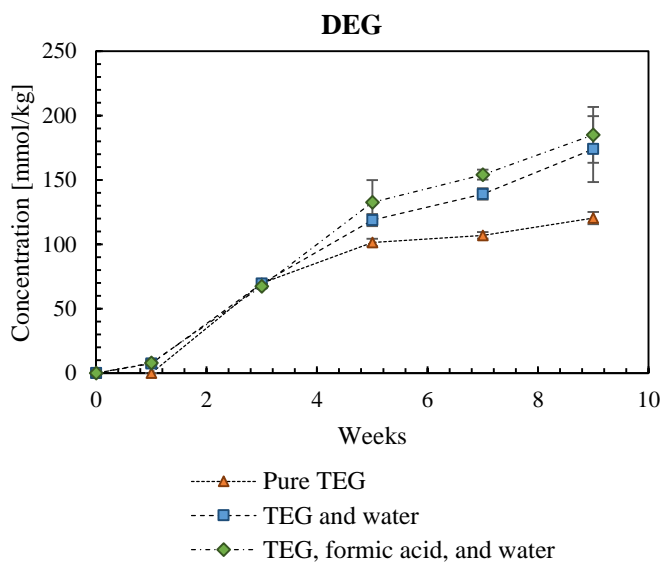 DEG
250
200
150
100
50
0
Concentration [mmol/kg]
0 2 4 6 8 10
Weeks
Pure TEG
TEG and water
TEG, formic acid, and water